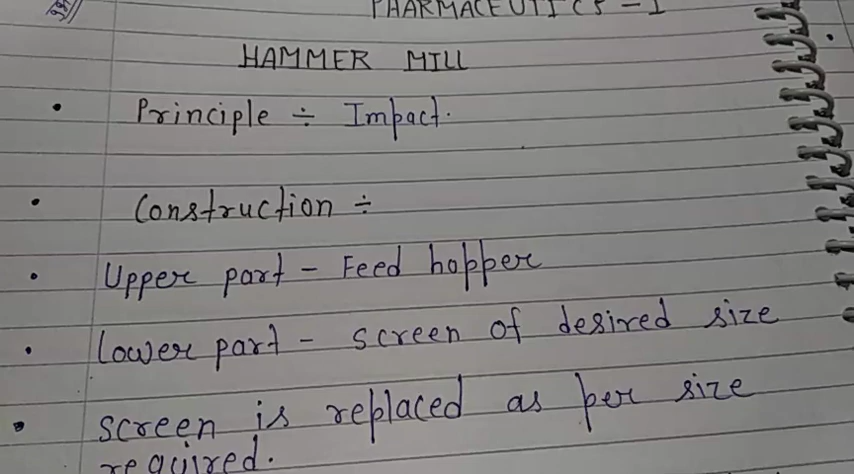 PHARMACEUTICS - I
HAMMER MILL
• Principle ÷ Impact.
• Construction ÷
• Upper part - Feed hopper
• lower part - screen of desired size
• screen is replaced as per size
required.